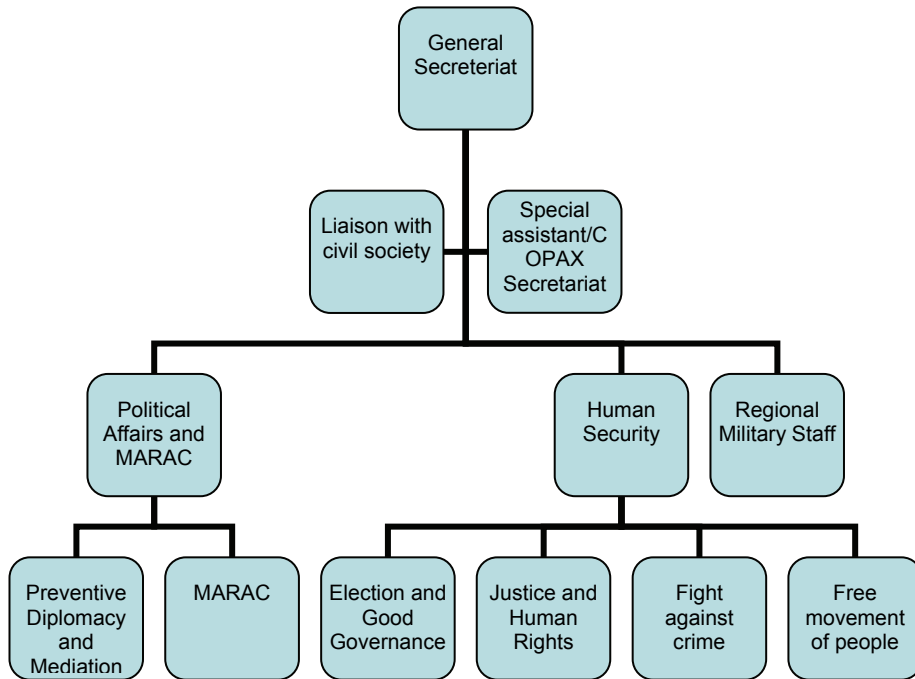 General
Secreteriat
Liaison with
civil society
Special
assistant/C
OPAX
Secretariat
Political
Affairs and
MARAC
Human
Security
Regional
Military Staff
Preventive
Diplomacy
and
Mediation
MARAC
Election and
Good
Governance
Justice and
Human
Rights
Fight
against
crime
Free
movement
of people